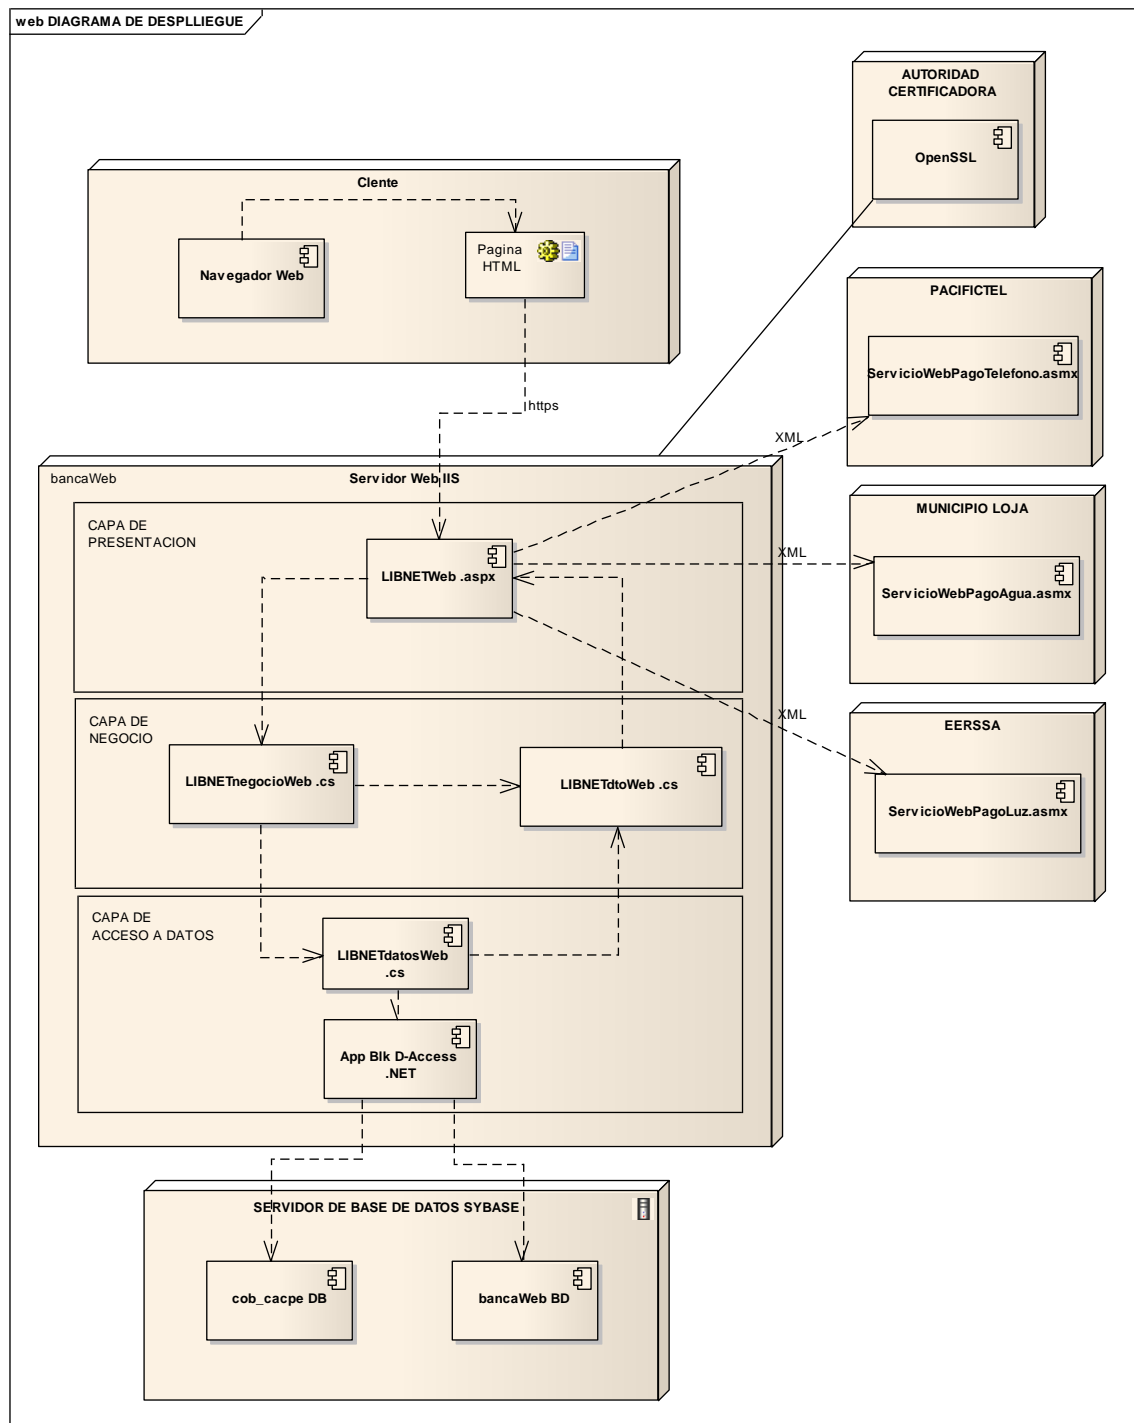 web DIAGRAMA DE DESPLLIEGUE
AUTORIDAD
CERTIFICADORA
OpenSSL
Clente
Navegador Web
Pagina
HTML
https
PACIFICTEL
ServicioWebPagoTelefono.asmx
XML
bancaWeb
Servidor Web IIS
CAPA DE
PRESENTACION
LIBNETWeb .aspx
XML
MUNICIPIO LOJA
ServicioWebPagoAgua.asmx
CAPA DE
NEGOCIO
LIBNETnegocioWeb .cs
LIBNETdtoWeb .cs
XML
EERSSA
ServicioWebPagoLuz.asmx
CAPA DE
ACCESO A DATOS
LIBNETdatosWeb
.cs
App Blk D-Access
.NET
SERVIDOR DE BASE DE DATOS SYBASE
cob_cacpe DB
bancaWeb BD